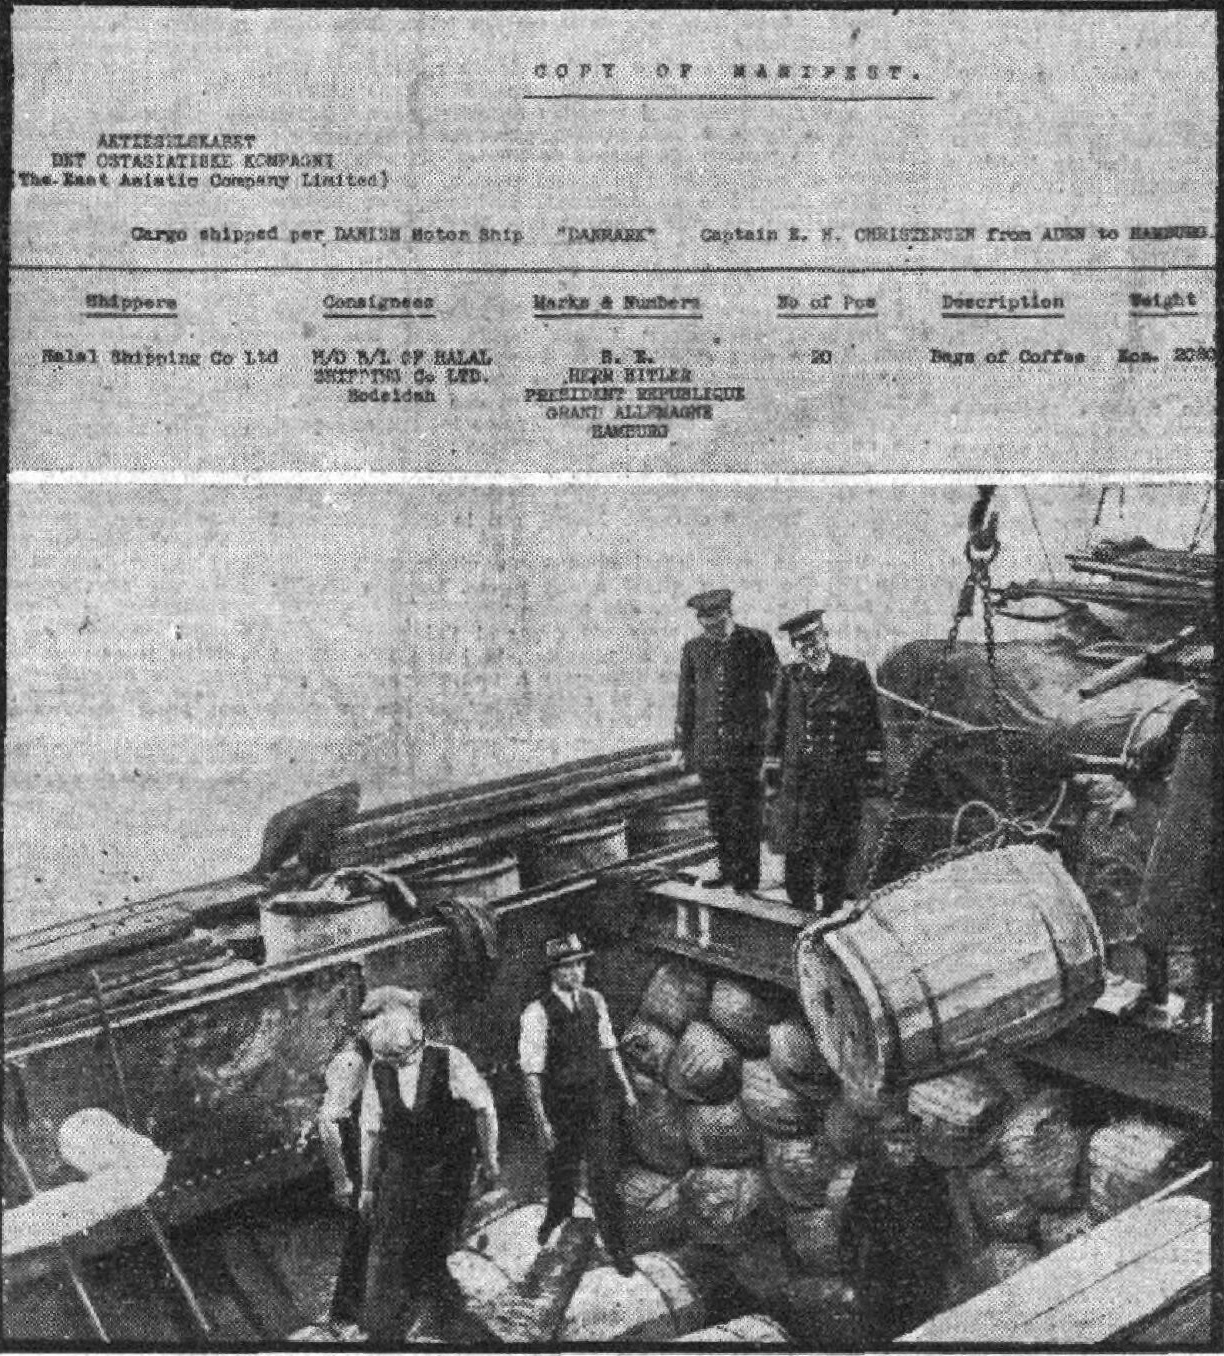 COPY OF MANIFEST.
AKTIESELSKABET
DET OSTASIATISKE KOMPAGNI
(The East Asiatic Company Limited)
Cargo shipped per DANISH Motor Ship "DANMARK" Captain E. N. CHRISTENSEN from ADEN to HAMBURG.
Shippers Consignees Marks & Numbers No of Pcs Description Weight
Halal Shipping Co Ltd M/O B/L OF HALAL S. E. 20 Bags of Coffee
SHIPPING Co LTD. HERR HITLER
Hodeidah PRESIDENT REPUBLIQUE
GRAND ALLEMAGNE
HAMBURG